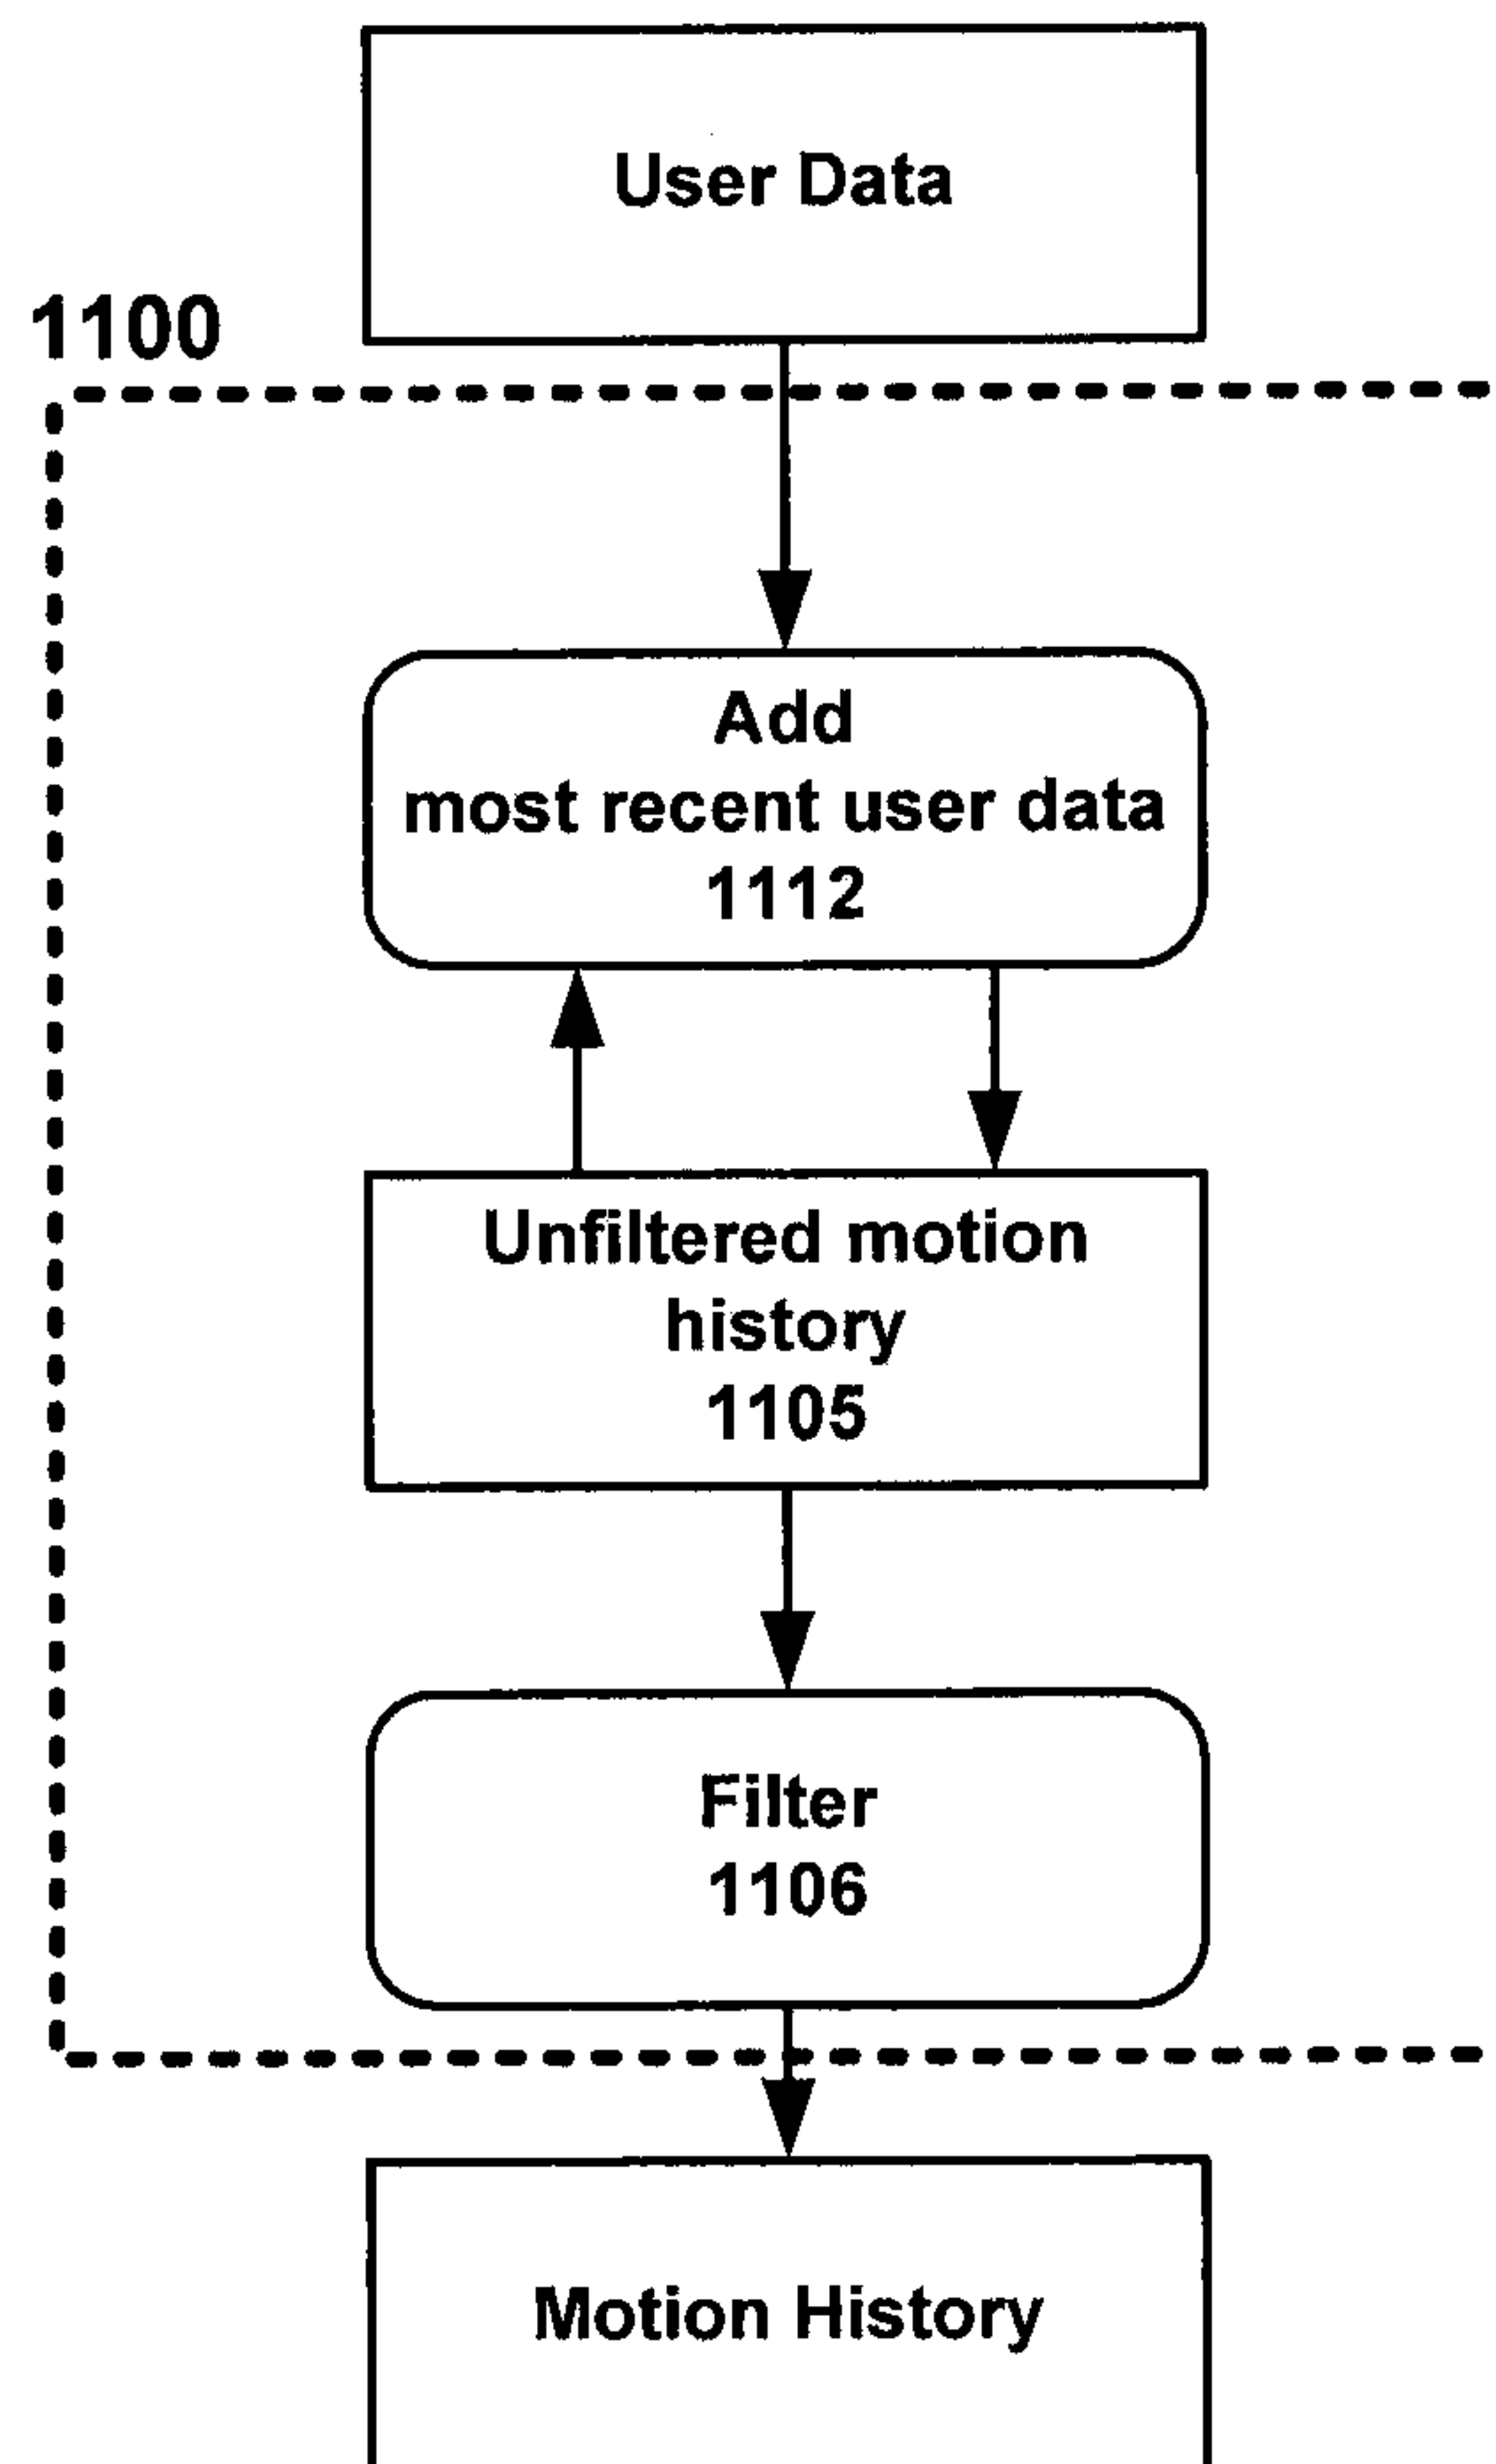 User Data
1100
Add
most recent user data
1112
Unfiltered motion
history
1105
Filter
1106
Motion History